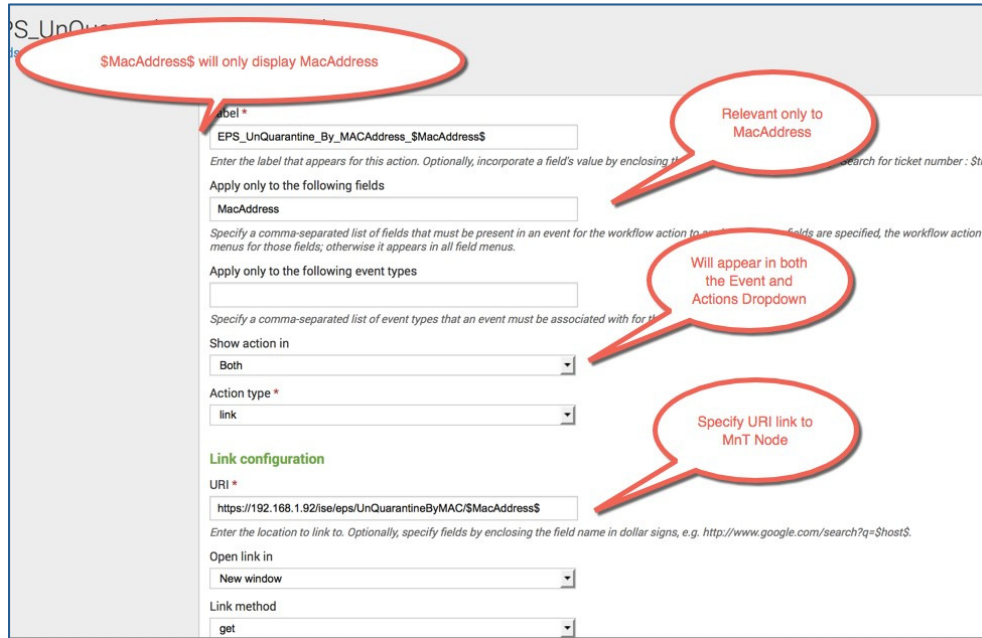 $MacAddress$ will only display MacAddress
Label *
EPS_UnQuarantine_By_MACAddress_$MacAddress$
Enter the label that appears for this action. Optionally, incorporate a field's value by enclosing
Relevant only to
MacAddress
Search for ticket number : $
Apply only to the following fields
MacAddress
Specify a comma-separated list of fields that must be present in an event for the workflow action to
fields are specified, the workflow action
menus for those fields; otherwise it appears in all field menus.
Apply only to the following event types
Will appear in both
the Event and
Actions Dropdown
Specify a comma-separated list of event types that an event must be associated with for
Show action in
Both
Action type *
link
Specify URI link to
MnT Node
Link configuration
URI *
https://192.168.1.92/ise/eps/UnQuarantineByMAC/$MacAddress$
Enter the location to link to. Optionally, specify fields by enclosing the field name in dollar signs, e.g. http://www.google.com/search?q=$host$.
Open link in
New window
Link method
get